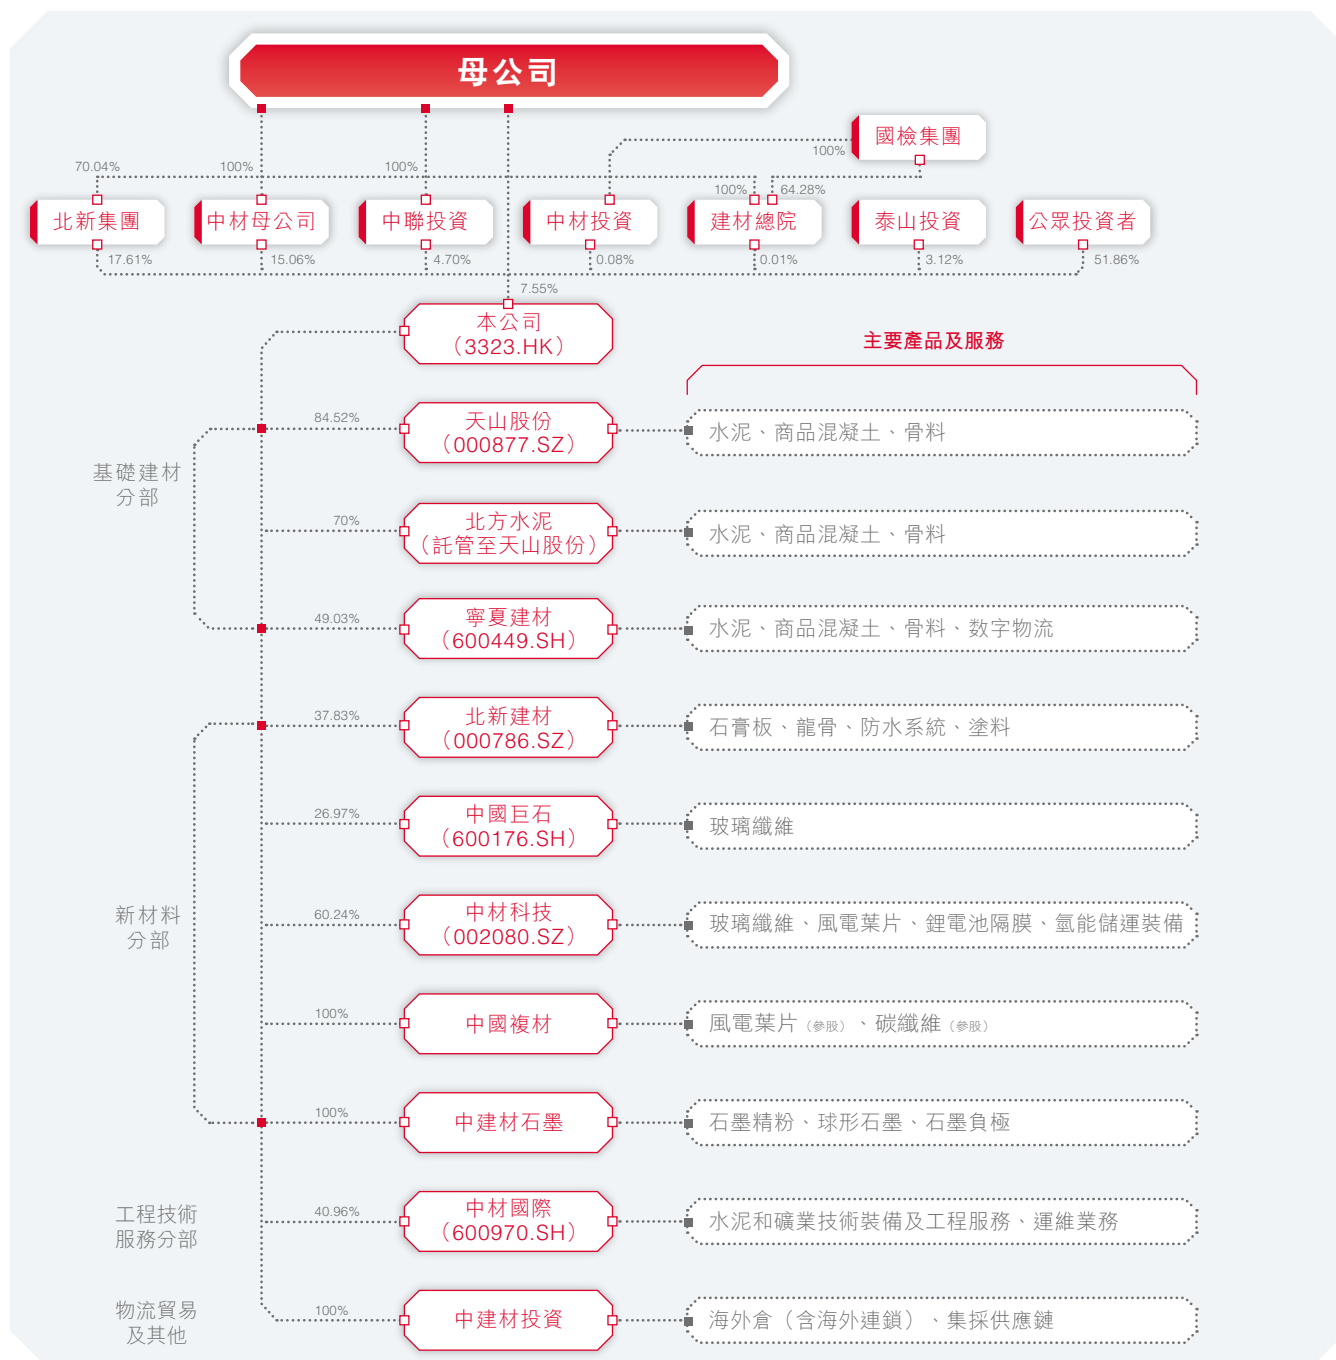 母公司
國檢集團
100%
70.04%
100%
100%
100%
64.28%
北新集團
中材母公司
中聯投資
中材投資
建材總院
泰山投資
公眾投資者
17.61%
15.06%
4.70%
0.08%
0.01%
3.12%
51.86%
7.55%
本公司
（3323.HK）
主要產品及服務
84.52%
天山股份
（000877.SZ）
水泥、商品混凝土、骨料
基礎建材
分部
70%
北方水泥
（託管至天山股份）
水泥、商品混凝土、骨料
49.03%
寧夏建材
（600449.SH）
水泥、商品混凝土、骨料、数字物流
37.83%
北新建材
（000786.SZ）
石膏板、龍骨、防水系統、塗料
26.97%
中國巨石
（600176.SH）
玻璃纖維
新材料
分部
60.24%
中材科技
（002080.SZ）
玻璃纖維、風電葉片、鋰電池隔膜、氫能儲運裝備
100%
中國複材
風電葉片（參股）、碳纖維（參股）
100%
中建材石墨
石墨精粉、球形石墨、石墨負極
工程技術
服務分部
40.96%
中材國際
（600970.SH）
水泥和礦業技術裝備及工程服務、運維業務
物流貿易
及其他
100%
中建材投資
海外倉（含海外連鎖）、集採供應鏈